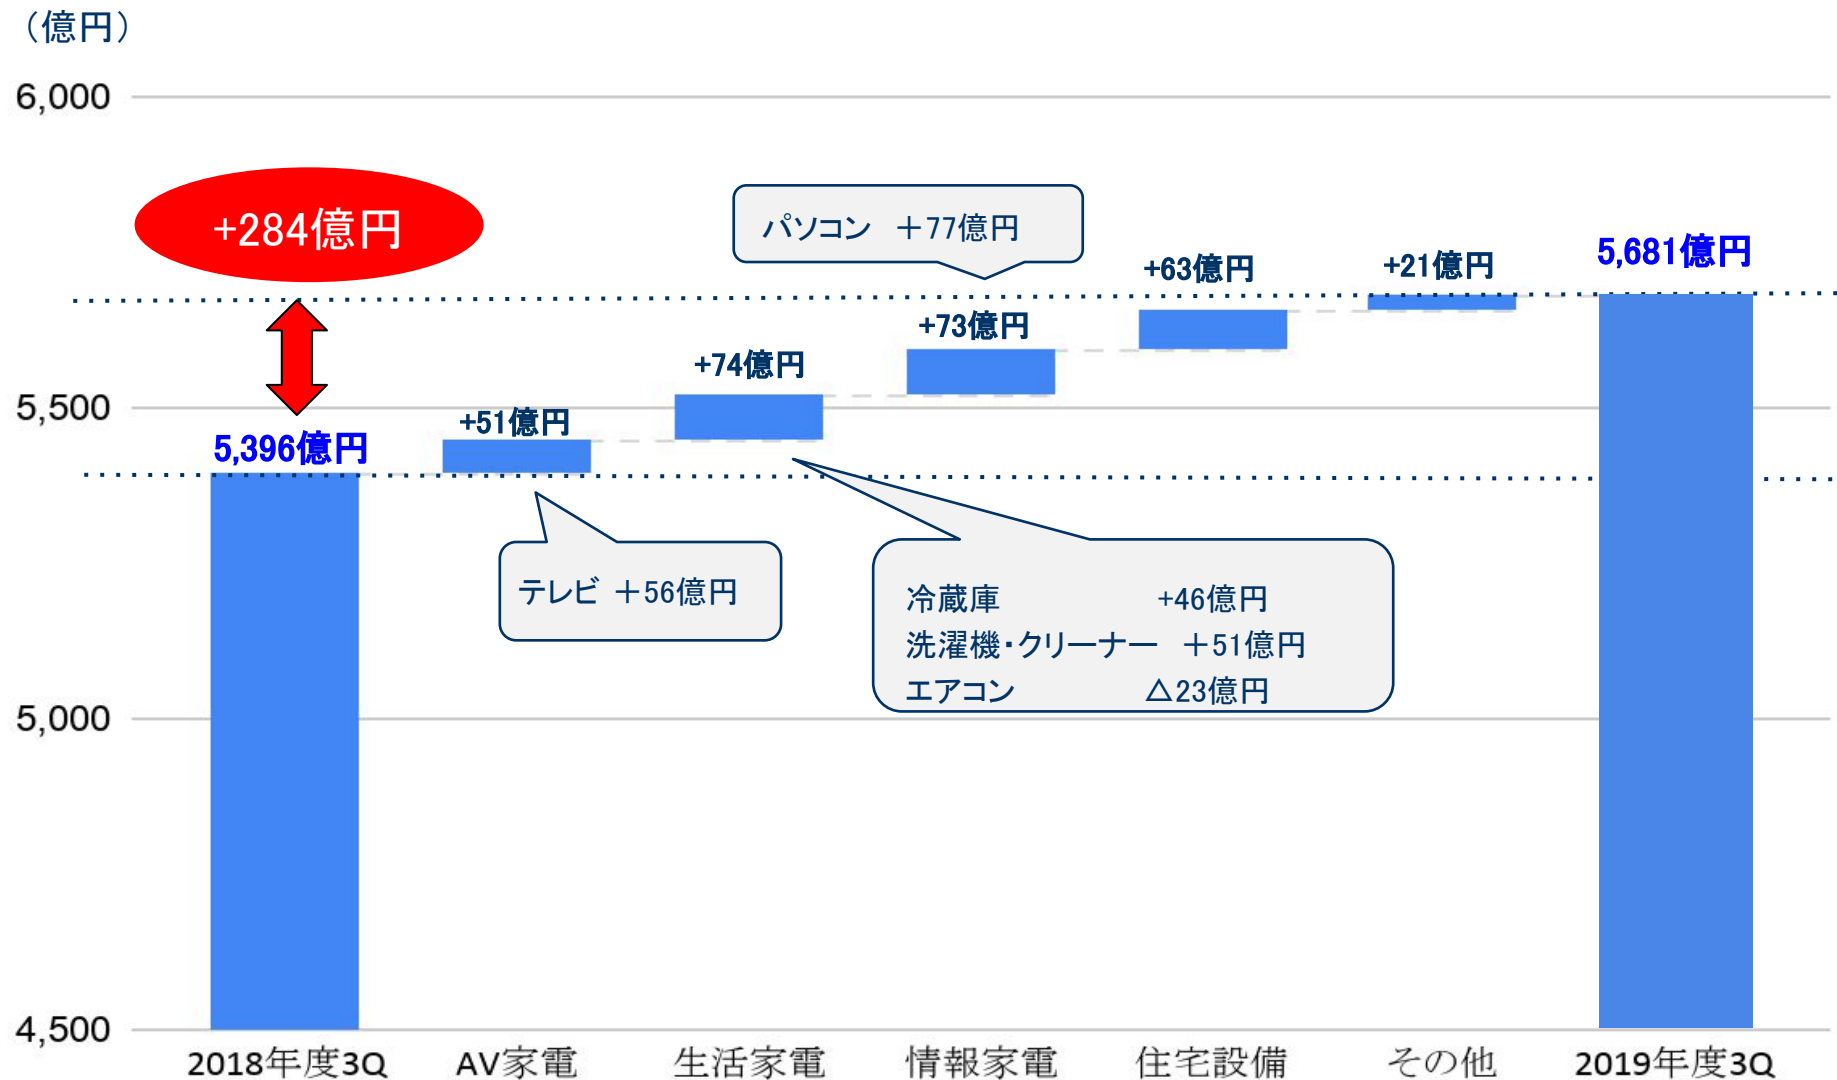 （億円）
6,000
+284億円
パソコン　＋77億円
+63億円
+21億円
5,681億円
+73億円
+74億円
5,500
+51億円
5,396億円
テレビ ＋56億円
冷蔵庫　+46億円
洗濯機・クリーナー　＋51億円
エアコン　△23億円
5,000
4,500
2018年度3Q
AV家電
生活家電
情報家電
住宅設備
その他
2019年度3Q